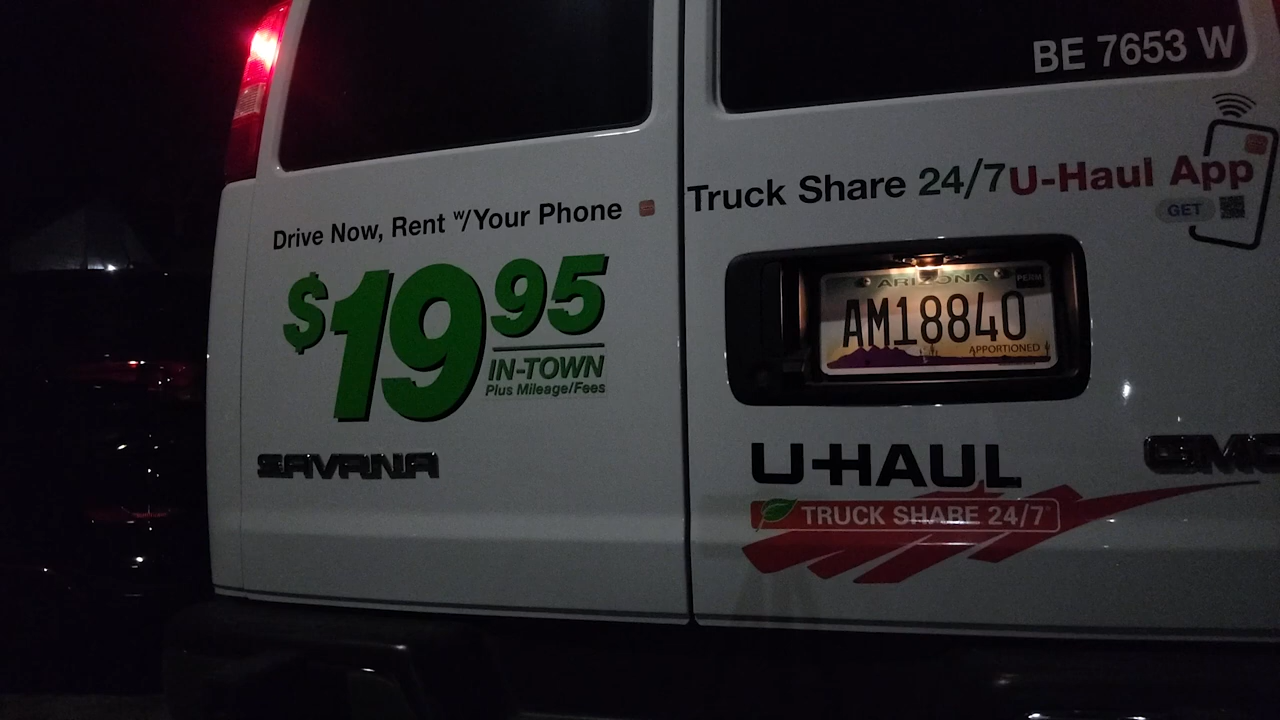 BE 7653 W
Drive Now, Rent w/Your Phone
Truck Share 24/7
U-Haul App
GET
$19 95
IN-TOWN
Plus Mileage/Fees
ARIZONA
PERM
AM18840
APPORTIONED
SAVANA
U-HAUL
GMC
TRUCK SHARE 24/7